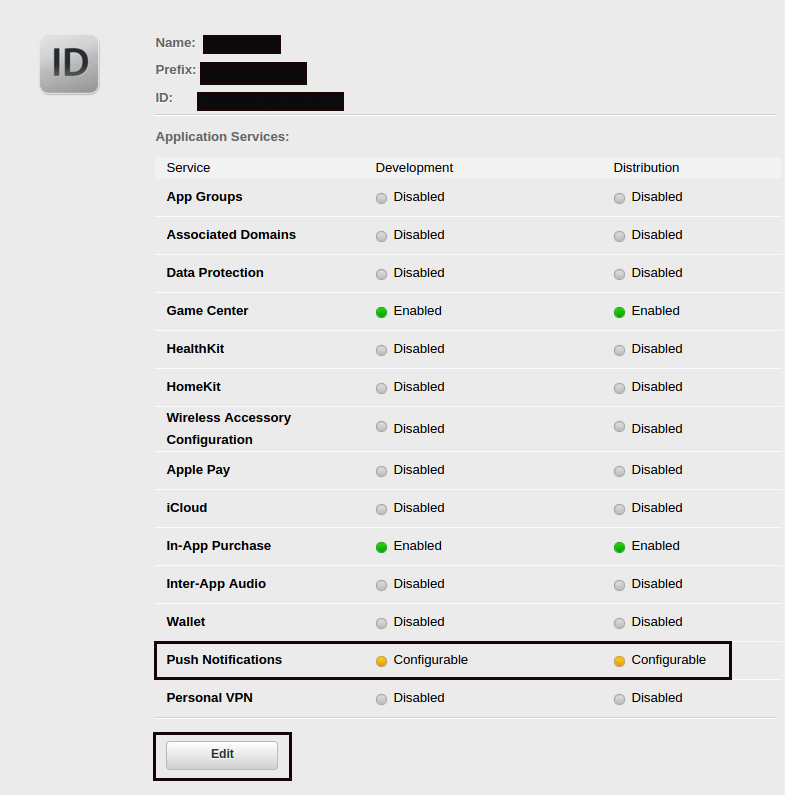 ID
Name:
Prefix:
ID:
Application Services:
Service Development Distribution
App Groups Disabled Disabled
Associated Domains Disabled Disabled
Data Protection Disabled Disabled
Game Center Enabled Enabled
HealthKit Disabled Disabled
HomeKit Disabled Disabled
Wireless Accessory
Configuration Disabled Disabled
Apple Pay Disabled Disabled
iCloud Disabled Disabled
In-App Purchase Enabled Enabled
Inter-App Audio Disabled Disabled
Wallet Disabled Disabled
Push Notifications Configurable Configurable
Personal VPN Disabled Disabled
Edit